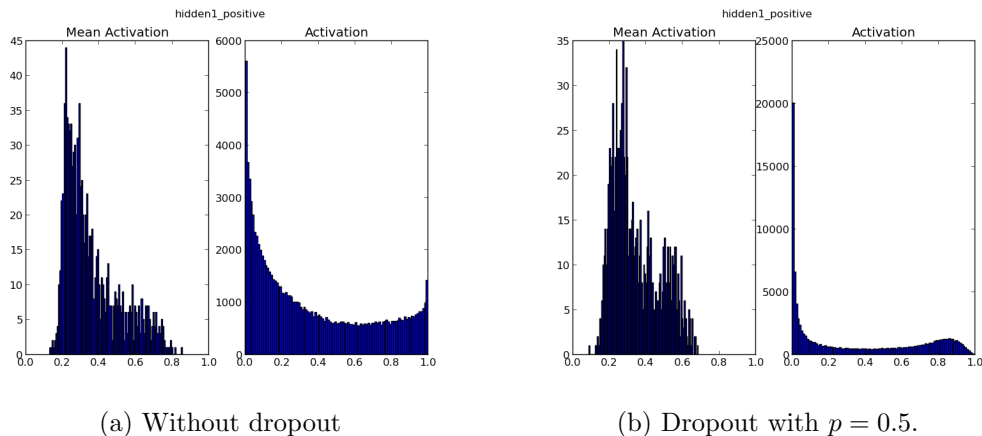 hidden1_positive
Mean Activation
Activation
45
40
35
30
25
20
15
10
5
0
0.0 0.2 0.4 0.6 0.8 1.0
6000
5000
4000
3000
2000
1000
0
0.0 0.2 0.4 0.6 0.8 1.0
(a) Without dropout
hidden1_positive
Mean Activation
Activation
35
30
25
20
15
10
5
0
0.0 0.2 0.4 0.6 0.8 1.0
25000
20000
15000
10000
5000
0
0.0 0.2 0.4 0.6 0.8 1.0
(b) Dropout with p = 0.5.